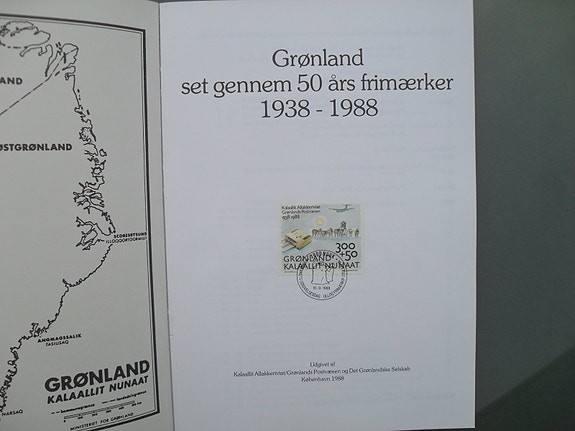 ØSTGRØNLAND
SCORESBYSUND
ILLOQQORTOORMIUT
ANGMAGSSALIK
TASIILAQ
GRØNLAND
KALAALLIT NUNAAT
MINISTERIET FOR GRØNLAND
Grønland
set gennem 50 års frimærker
1938 - 1988
Kalaallit Allakkeriviat
Grønlands Postvæsen
1938-1988
3.00
+50
GRØNLAND
KALAALLIT NUNAAT
Udgivet af
Kalaallit Allakkeriviat/Grønlands Postvæsen og Det Grønlandske Selskab
København 1988